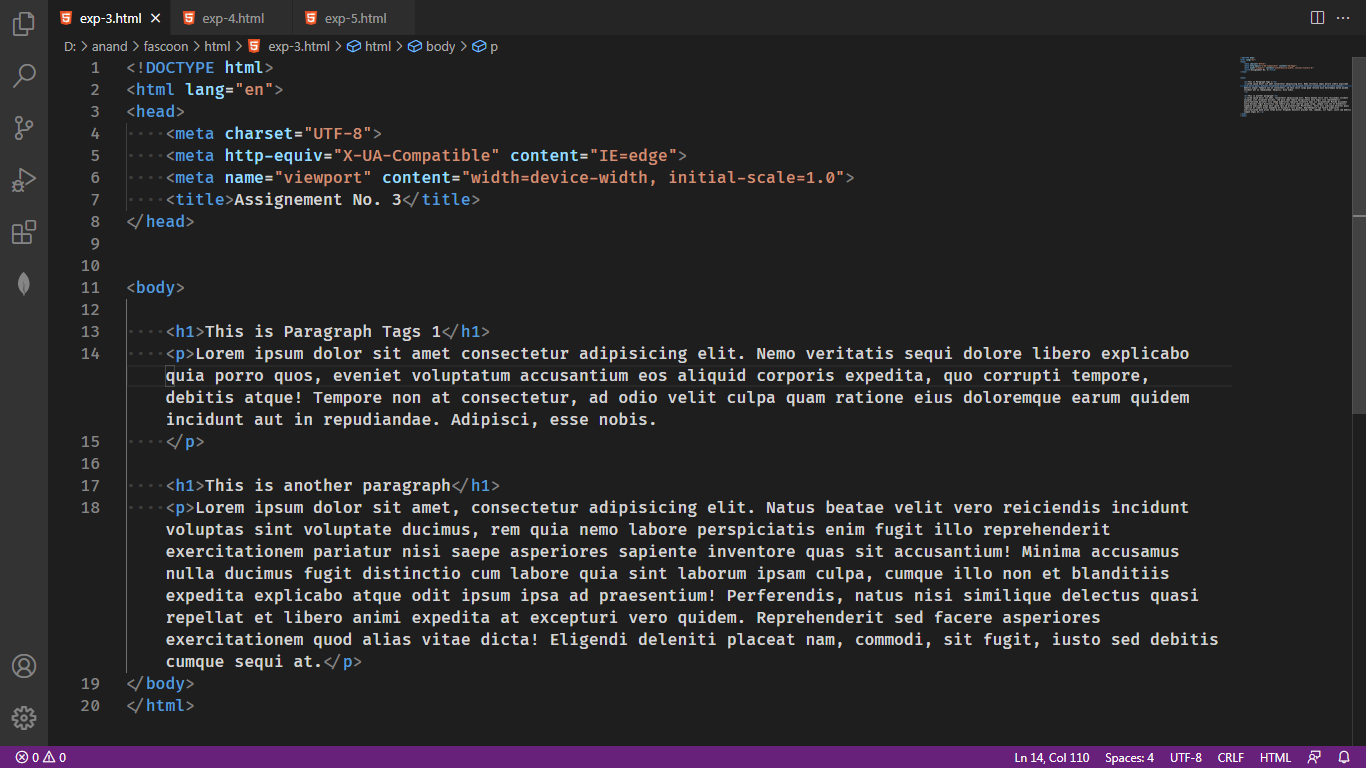 exp-3.html
exp-4.html
exp-5.html
D: > anand > fascoon > html > exp-3.html > html > body > p
1 <!DOCTYPE html>
2 <html lang="en">
3 <head>
4 <meta charset="UTF-8">
5 <meta http-equiv="X-UA-Compatible" content="IE=edge">
6 <meta name="viewport" content="width=device-width, initial-scale=1.0">
7 <title>Assignement No. 3</title>
8 </head>
9
10
11 <body>
12
13 <h1>This is Paragraph Tags 1</h1>
14 <p>Lorem ipsum dolor sit amet consectetur adipisicing elit. Nemo veritatis sequi dolore libero explicabo
quia porro quos, eveniet voluptatum accusantium eos aliquid corporis expedita, quo corrupti tempore,
debitis atque! Tempore non at consectetur, ad odio velit culpa quam ratione eius doloremque earum quidem
incidunt aut in repudiandae. Adipisci, esse nobis.
15 </p>
16
17 <h1>This is another paragraph</h1>
18 <p>Lorem ipsum dolor sit amet, consectetur adipisicing elit. Natus beatae velit vero reiciendis incidunt
voluptas sint voluptate ducimus, rem quia nemo labore perspiciatis enim fugit illo reprehenderit
exercitationem pariatur nisi saepe asperiores sapiente inventore quas sit accusantium! Minima accusamus
nulla ducimus fugit distinctio cum labore quia sint laborum ipsam culpa, cumque illo non et blanditiis
expedita explicabo atque odit ipsum ipsa ad praesentium! Perferendis, natus nisi similique delectus quasi
repellat et libero animi expedita at excepturi vero quidem. Reprehenderit sed facere asperiores
exercitationem quod alias vitae dicta! Eligendi deleniti placeat nam, commodi, sit fugit, iusto sed debitis
cumque sequi at.</p>
19 </body>
20 </html>
0 0
Ln 14, Col 110
Spaces: 4
UTF-8
CRLF
HTML